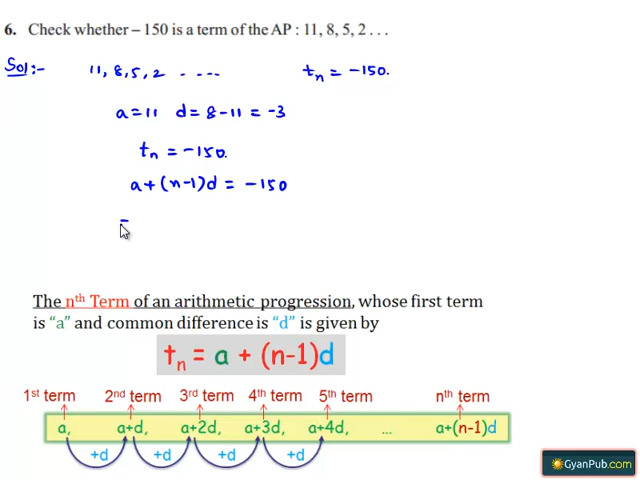 6. Check whether – 150 is a term of the AP : 11, 8, 5, 2 . . .
Sol:- 11, 8, 5, 2 . .... tn = -150.
a = 11 d = 8-11 = -3
tn = -150.
a + (n-1)d = -150
=
The nth Term of an arithmetic progression, whose first term
is “a” and common difference is “d” is given by
tn = a + (n-1)d
1st term 2nd term 3rd term 4th term 5th term nth term
a, a+d, a+2d, a+3d, a+4d, ... a+(n-1)d
+d +d +d +d
GyanPub.com